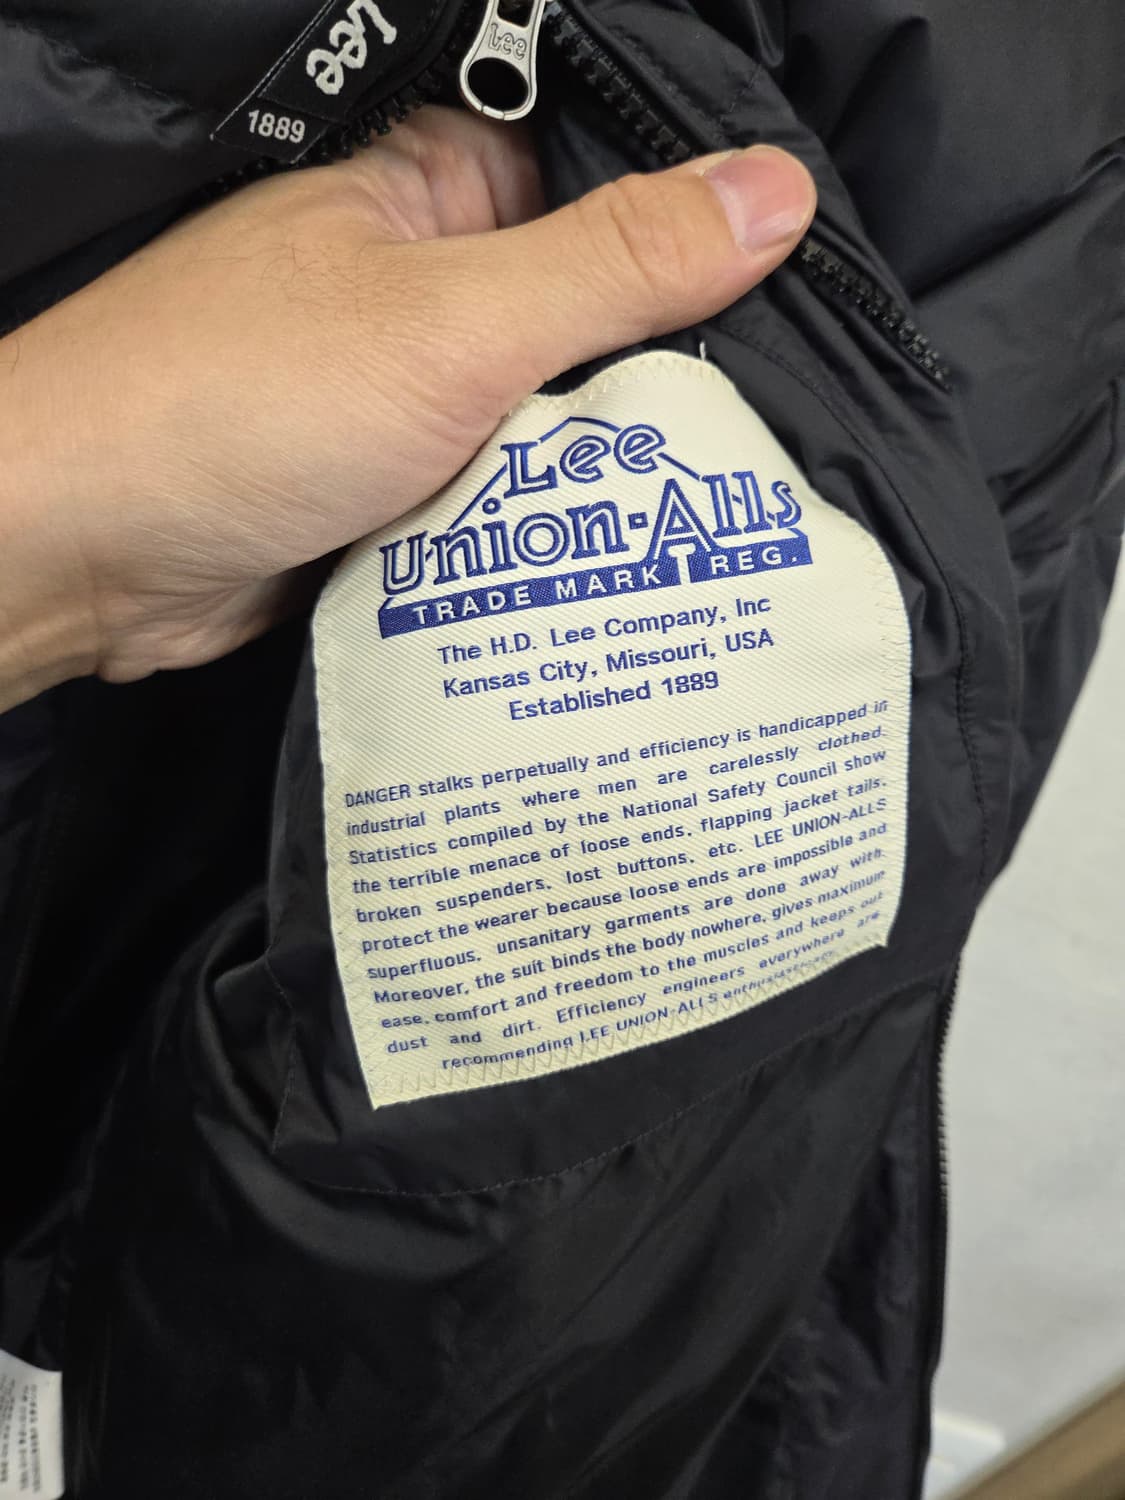 Lee
1889
Lee
Lee
Union-Alls
TRADE MARK REG.
The H.D. Lee Company, Inc
Kansas City, Missouri, USA
Established 1889
DANGER stalks perpetually and efficiency is handicapped in
industrial plants where men are carelessly clothed.
Statistics compiled by the National Safety Council show
the terrible menace of loose ends. flapping jacket tails.
broken suspenders, lost buttons, etc. LEE UNION-ALLS
protect the wearer because loose ends are impossible and
superfluous, unsanitary garments are done away with.
Moreover, the suit binds the body nowhere, gives maximum
ease, comfort and freedom to the muscles and keeps out
dust and dirt. Efficiency engineers everywhere are
recommending LEE UNION-ALLS enthusiastically.